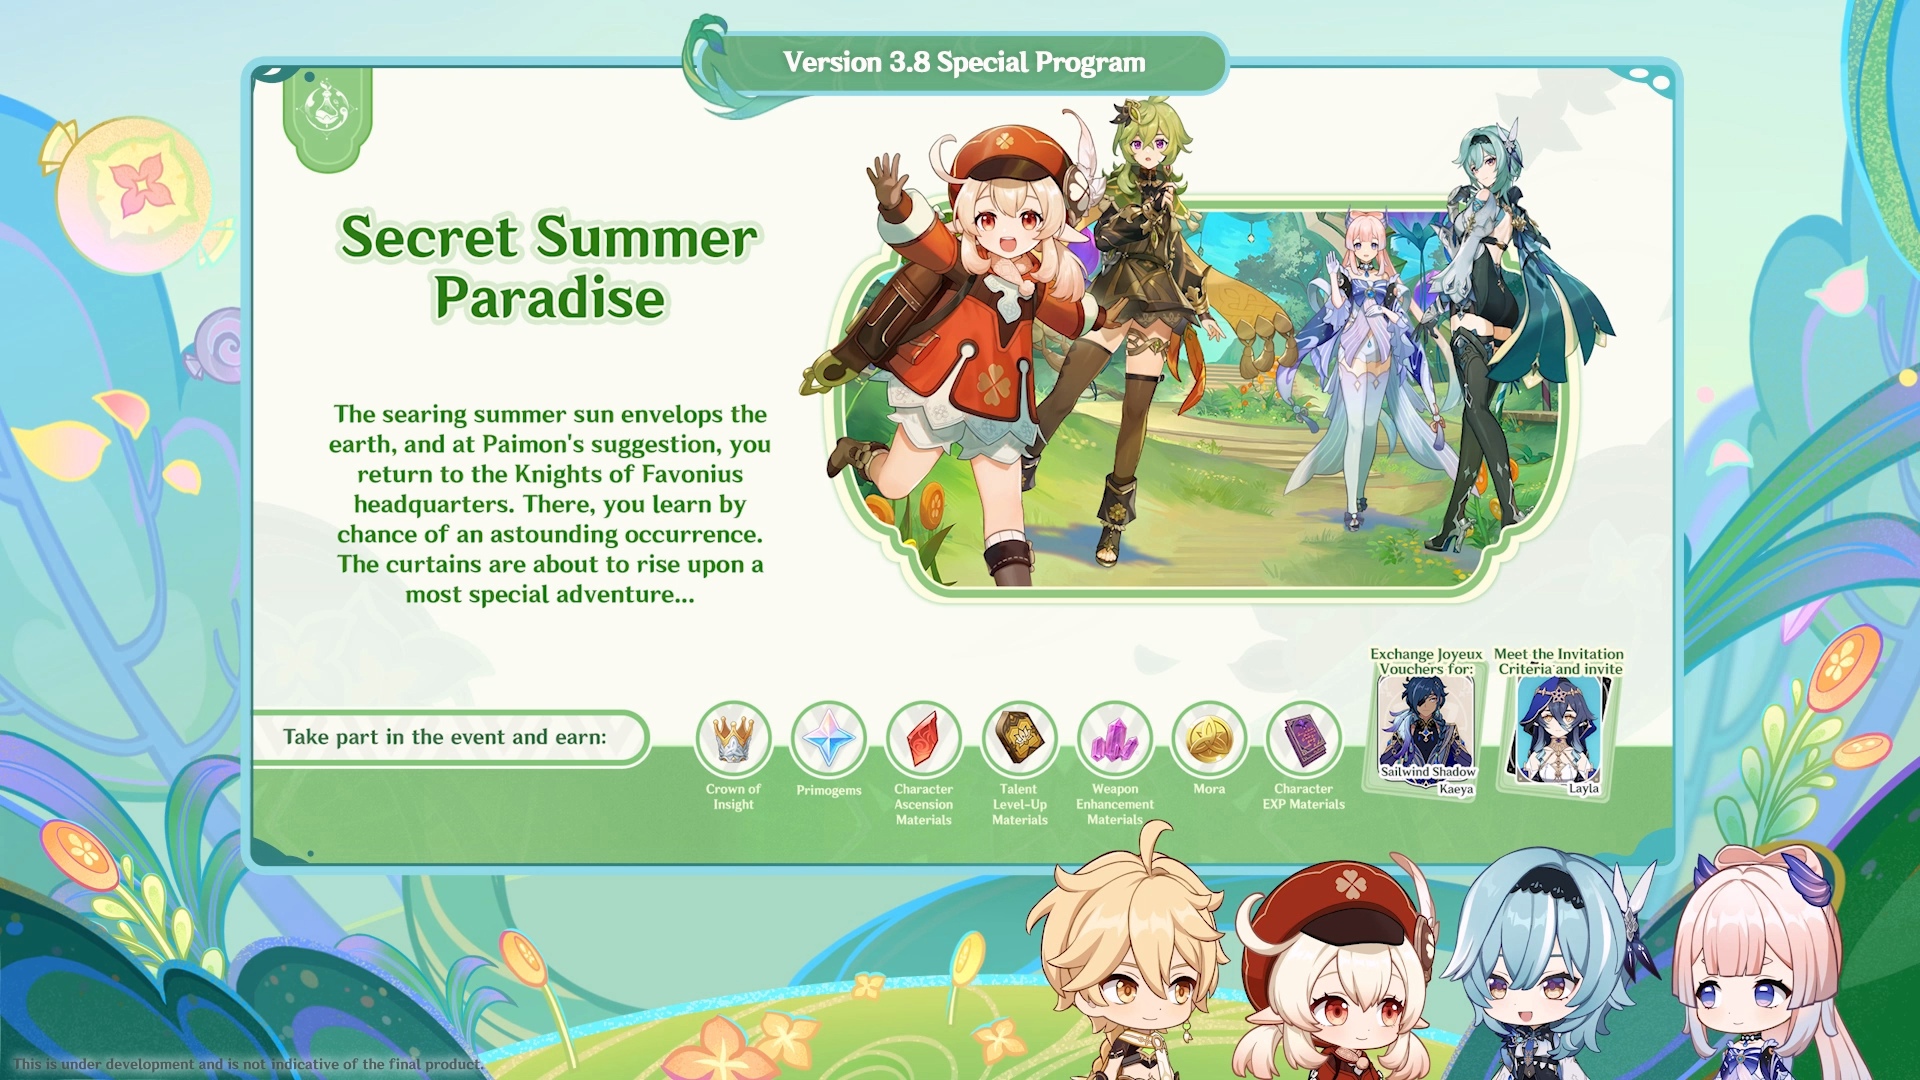 Version 3.8 Special Program
Secret Summer
Paradise
The searing summer sun envelops the
earth, and at Paimon's suggestion, you
return to the Knights of Favonius
headquarters. There, you learn by
chance of an astounding occurrence.
The curtains are about to rise upon a
most special adventure...
Take part in the event and earn:
Crown of
Insight
Primogems
Character
Ascension
Materials
Talent
Level-Up
Materials
Weapon
Enhancement
Materials
Mora
Character
EXP Materials
Exchange Joyeux
Vouchers for:
Sailwind Shadow
Kaeya
Meet the Invitation
Criteria and invite
Layla
This is under development and is not indicative of the final product.